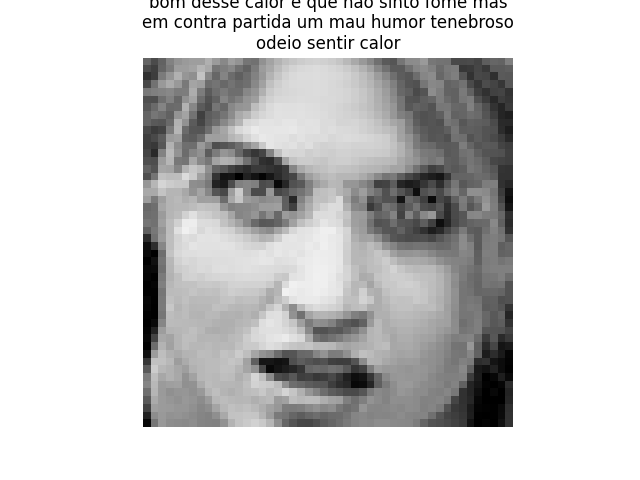 bom desse calor é que não sinto fome mas
em contra partida um mau humor tenebroso
odeio sentir calor